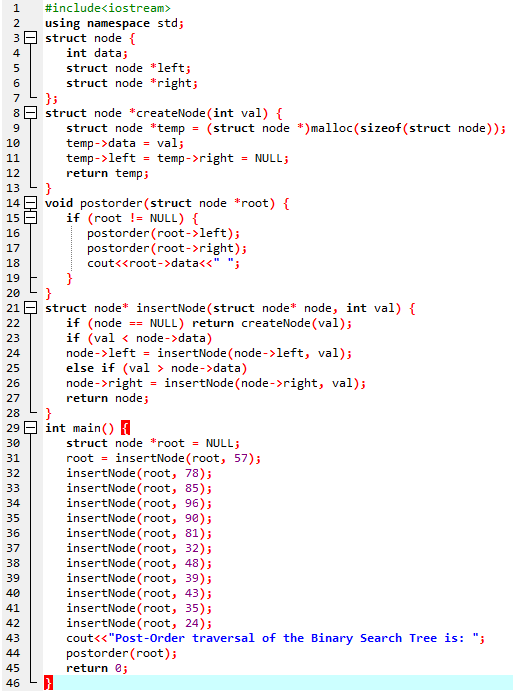 1 #include<iostream>
2 using namespace std;
3 struct node {
4 int data;
5 struct node *left;
6 struct node *right;
7 };
8 struct node *createNode(int val) {
9 struct node *temp = (struct node *)malloc(sizeof(struct node));
10 temp->data = val;
11 temp->left = temp->right = NULL;
12 return temp;
13 }
14 void postorder(struct node *root) {
15 if (root != NULL) {
16 postorder(root->left);
17 postorder(root->right);
18 cout<<root->data<<" ";
19 }
20 }
21 struct node* insertNode(struct node* node, int val) {
22 if (node == NULL) return createNode(val);
23 if (val < node->data)
24 node->left = insertNode(node->left, val);
25 else if (val > node->data)
26 node->right = insertNode(node->right, val);
27 return node;
28 }
29 int main() {
30 struct node *root = NULL;
31 root = insertNode(root, 57);
32 insertNode(root, 78);
33 insertNode(root, 85);
34 insertNode(root, 96);
35 insertNode(root, 90);
36 insertNode(root, 81);
37 insertNode(root, 32);
38 insertNode(root, 48);
39 insertNode(root, 39);
40 insertNode(root, 43);
41 insertNode(root, 35);
42 insertNode(root, 24);
43 cout<<"Post-Order traversal of the Binary Search Tree is: ";
44 postorder(root);
45 return 0;
46 }